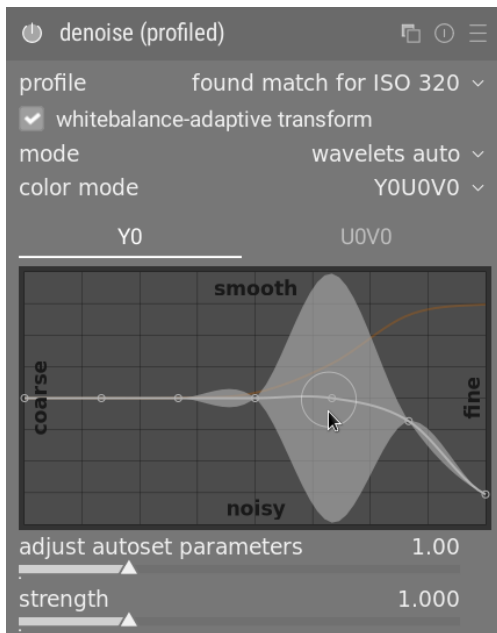 denoise (profiled)
profile found match for ISO 320
whitebalance-adaptive transform
mode wavelets auto
color mode Y0U0V0
Y0 U0V0
smooth
coarse
fine
noisy
adjust autoset parameters 1.00
strength 1.000